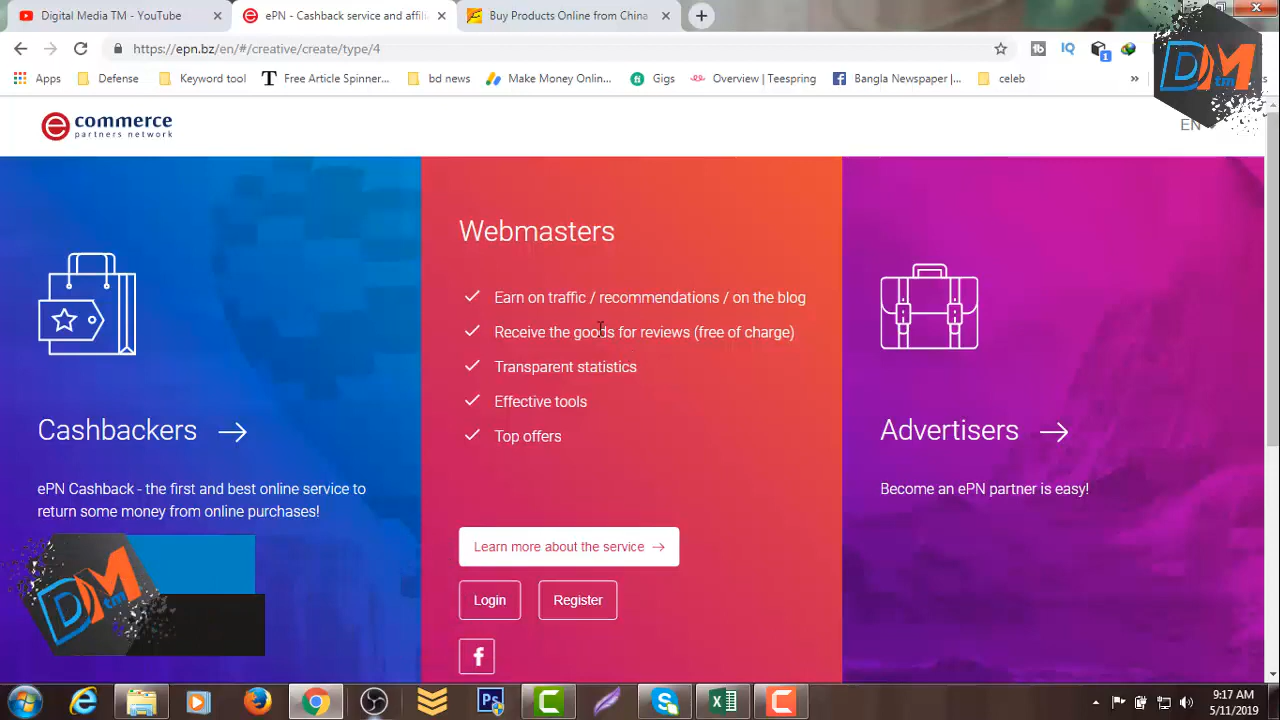 Digital Media TM - YouTube
ePN - Cashback service and affili
Buy Products Online from China
https://epn.bz/en/#/creative/create/type/4
Apps
Defense
Keyword tool
Free Article Spinner...
bd news
Make Money Onlin...
Gigs
Overview | Teespring
Bangla Newspaper |...
celeb
DM
tm
e commerce
partners network
EN
Cashbackers
ePN Cashback - the first and best online service to
return some money from online purchases!
Webmasters
Earn on traffic / recommendations / on the blog
Receive the goods for reviews (free of charge)
Transparent statistics
Effective tools
Top offers
Learn more about the service
Login
Register
Advertisers
Become an ePN partner is easy!
DM
tm
9:17 AM
5/11/2019